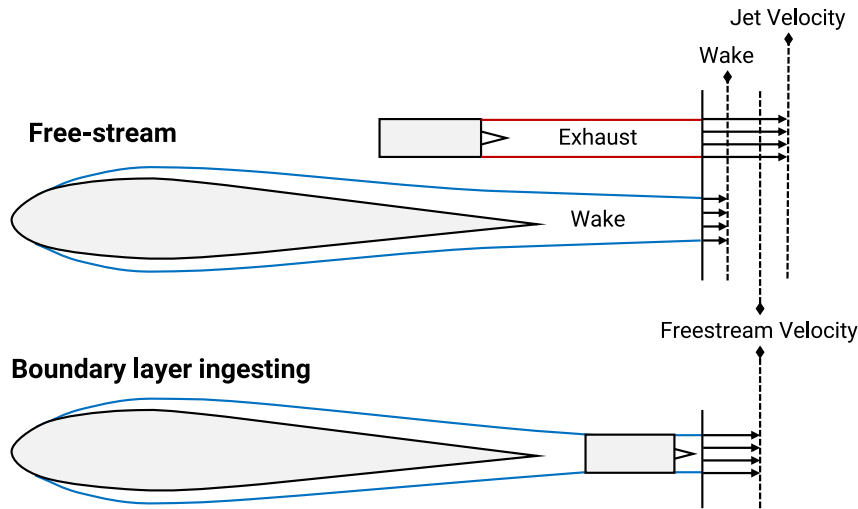 Jet Velocity
Wake
Free-stream
Exhaust
Wake
Freestream Velocity
Boundary layer ingesting